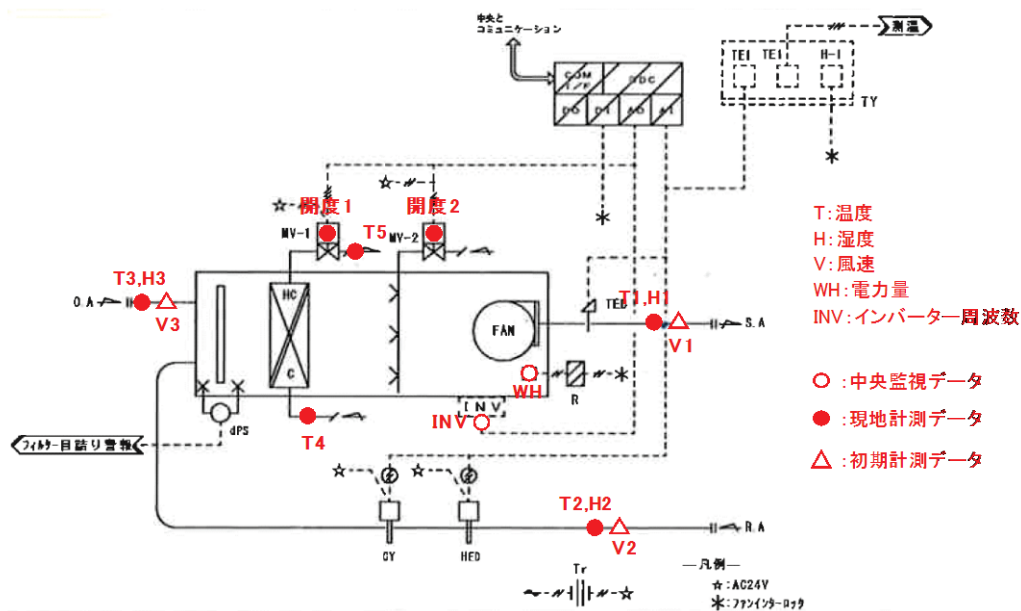 中央と
コミュニケーション
測温
TE1
TE1
H-1
TY
COM
I/F
DDC
DO
DI
AO
AI
開度1
開度2
MV-1
T5
MV-2
T3,H3
O.A
V3
HC
C
FAN
TED
T1,H1
S.A
V1
WH
R
INV
INV
T4
dPS
フィルター目詰り警報
T2,H2
R.A
V2
CY
HED
Tr
T:温度
H:湿度
V:風速
WH:電力量
INV:インバーター周波数
:中央監視データ
:現地計測データ
:初期計測データ
—凡例—
☆:AC24V
＊:ファンインターロック